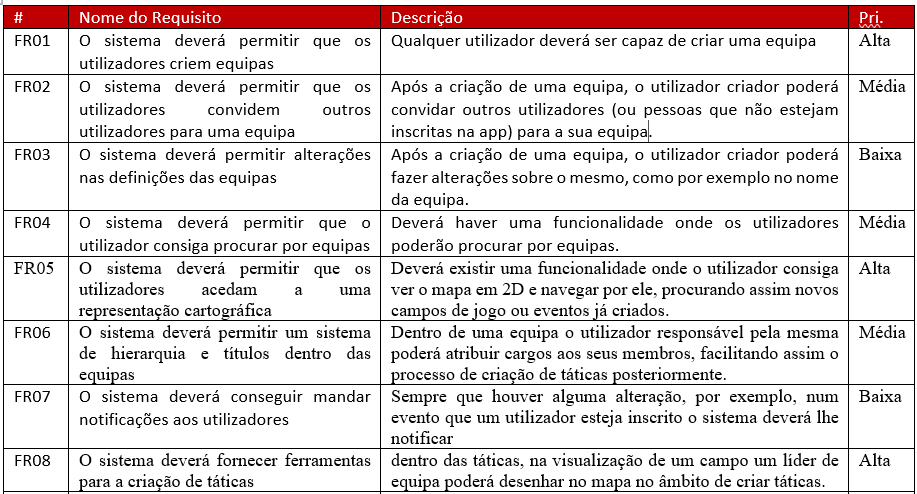 # Nome do Requisito Descrição Pri.
FR01 O sistema deverá permitir que os Qualquer utilizador deverá ser capaz de criar uma equipa Alta
utilizadores criem equipas
FR02 O sistema deverá permitir que os Após a criação de uma equipa, o utilizador criador poderá Média
utilizadores convidem outros convidar outros utilizadores (ou pessoas que não estejam
utilizadores para uma equipa inscritas na app) para a sua equipa.
FR03 O sistema deverá permitir alterações Após a criação de uma equipa, o utilizador criador poderá Baixa
nas definições das equipas fazer alterações sobre o mesmo, como por exemplo no nome
da equipa.
FR04 O sistema deverá permitir que o Deverá haver uma funcionalidade onde os utilizadores Média
utilizador consiga procurar por equipas poderão procurar por equipas.
FR05 O sistema deverá permitir que os Deverá existir uma funcionalidade onde o utilizador consiga Alta
utilizadores acedam a uma ver o mapa em 2D e navegar por ele, procurando assim novos
representação cartográfica campos de jogo ou eventos já criados.
FR06 O sistema deverá permitir um sistema Dentro de uma equipa o utilizador responsável pela mesma Média
de hierarquia e títulos dentro das poderá atribuir cargos aos seus membros, facilitando assim o
equipas processo de criação de táticas posteriormente.
FR07 O sistema deverá conseguir mandar Sempre que houver alguma alteração, por exemplo, num Baixa
notificações aos utilizadores evento que um utilizador esteja inscrito o sistema deverá lhe
notificar
FR08 O sistema deverá fornecer ferramentas dentro das táticas, na visualização de um campo um líder de Alta
para a criação de táticas equipa poderá desenhar no mapa no âmbito de criar táticas.